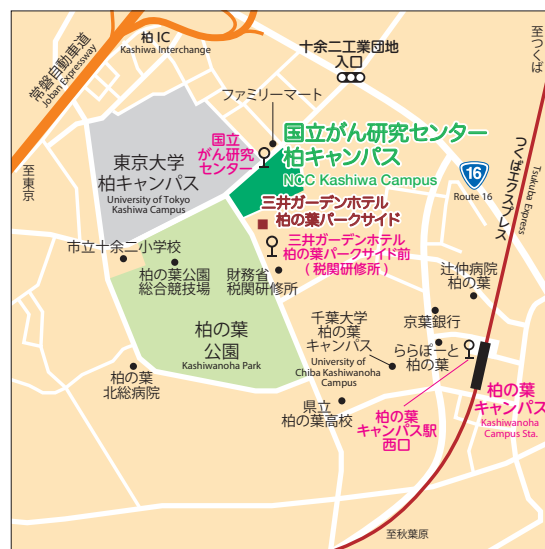 柏 IC
Kashiwa Interchange
常磐自動車道
Joban Expressway
十余二工業団地
入口
至つくば
ファミリーマート
国立
がん研究
センター
国立がん研究センター
柏キャンパス
NCC Kashiwa Campus
至東京
東京大学
柏キャンパス
University of Tokyo
Kashiwa Campus
16
Route 16
つくばエクスプレス
Tsukuba Express
三井ガーデンホテル
柏の葉パークサイド
三井ガーデンホテル
柏の葉パークサイド前
( 税関研修所 )
市立十余二小学校
柏の葉公園
総合競技場
財務省
税関研修所
辻仲病院
柏の葉
千葉大学
柏の葉
キャンパス
University of
Chiba Kashiwanoha
Campus
京葉銀行
ららぽーと
柏の葉
柏の葉
公園
Kashiwanoha Park
柏の葉
北総病院
県立
柏の葉高校
柏の葉
キャンパス駅
西口
柏の葉
キャンパス
Kashiwanoha
Campus Sta.
至秋葉原